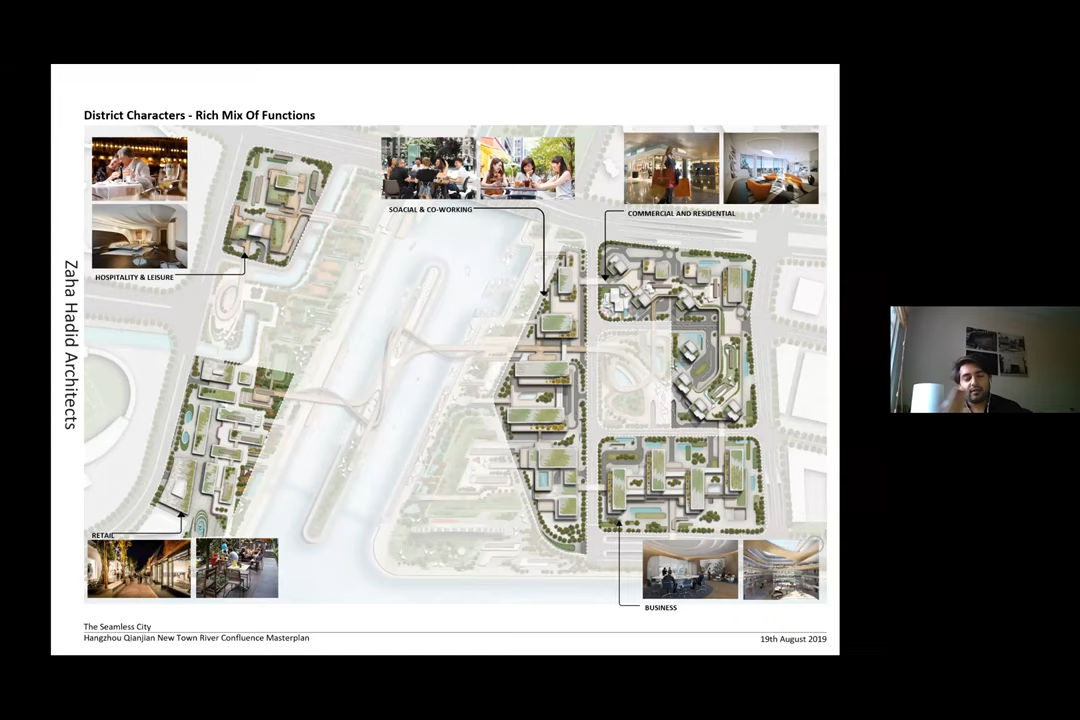 District Characters - Rich Mix Of Functions
SOACIAL & CO-WORKING
COMMERCIAL AND RESIDENTIAL
HOSPITALITY & LEISURE
Zaha Hadid Architects
RETAIL
BUSINESS
The Seamless City
Hangzhou Qianjian New Town River Confluence Masterplan
19th August 2019